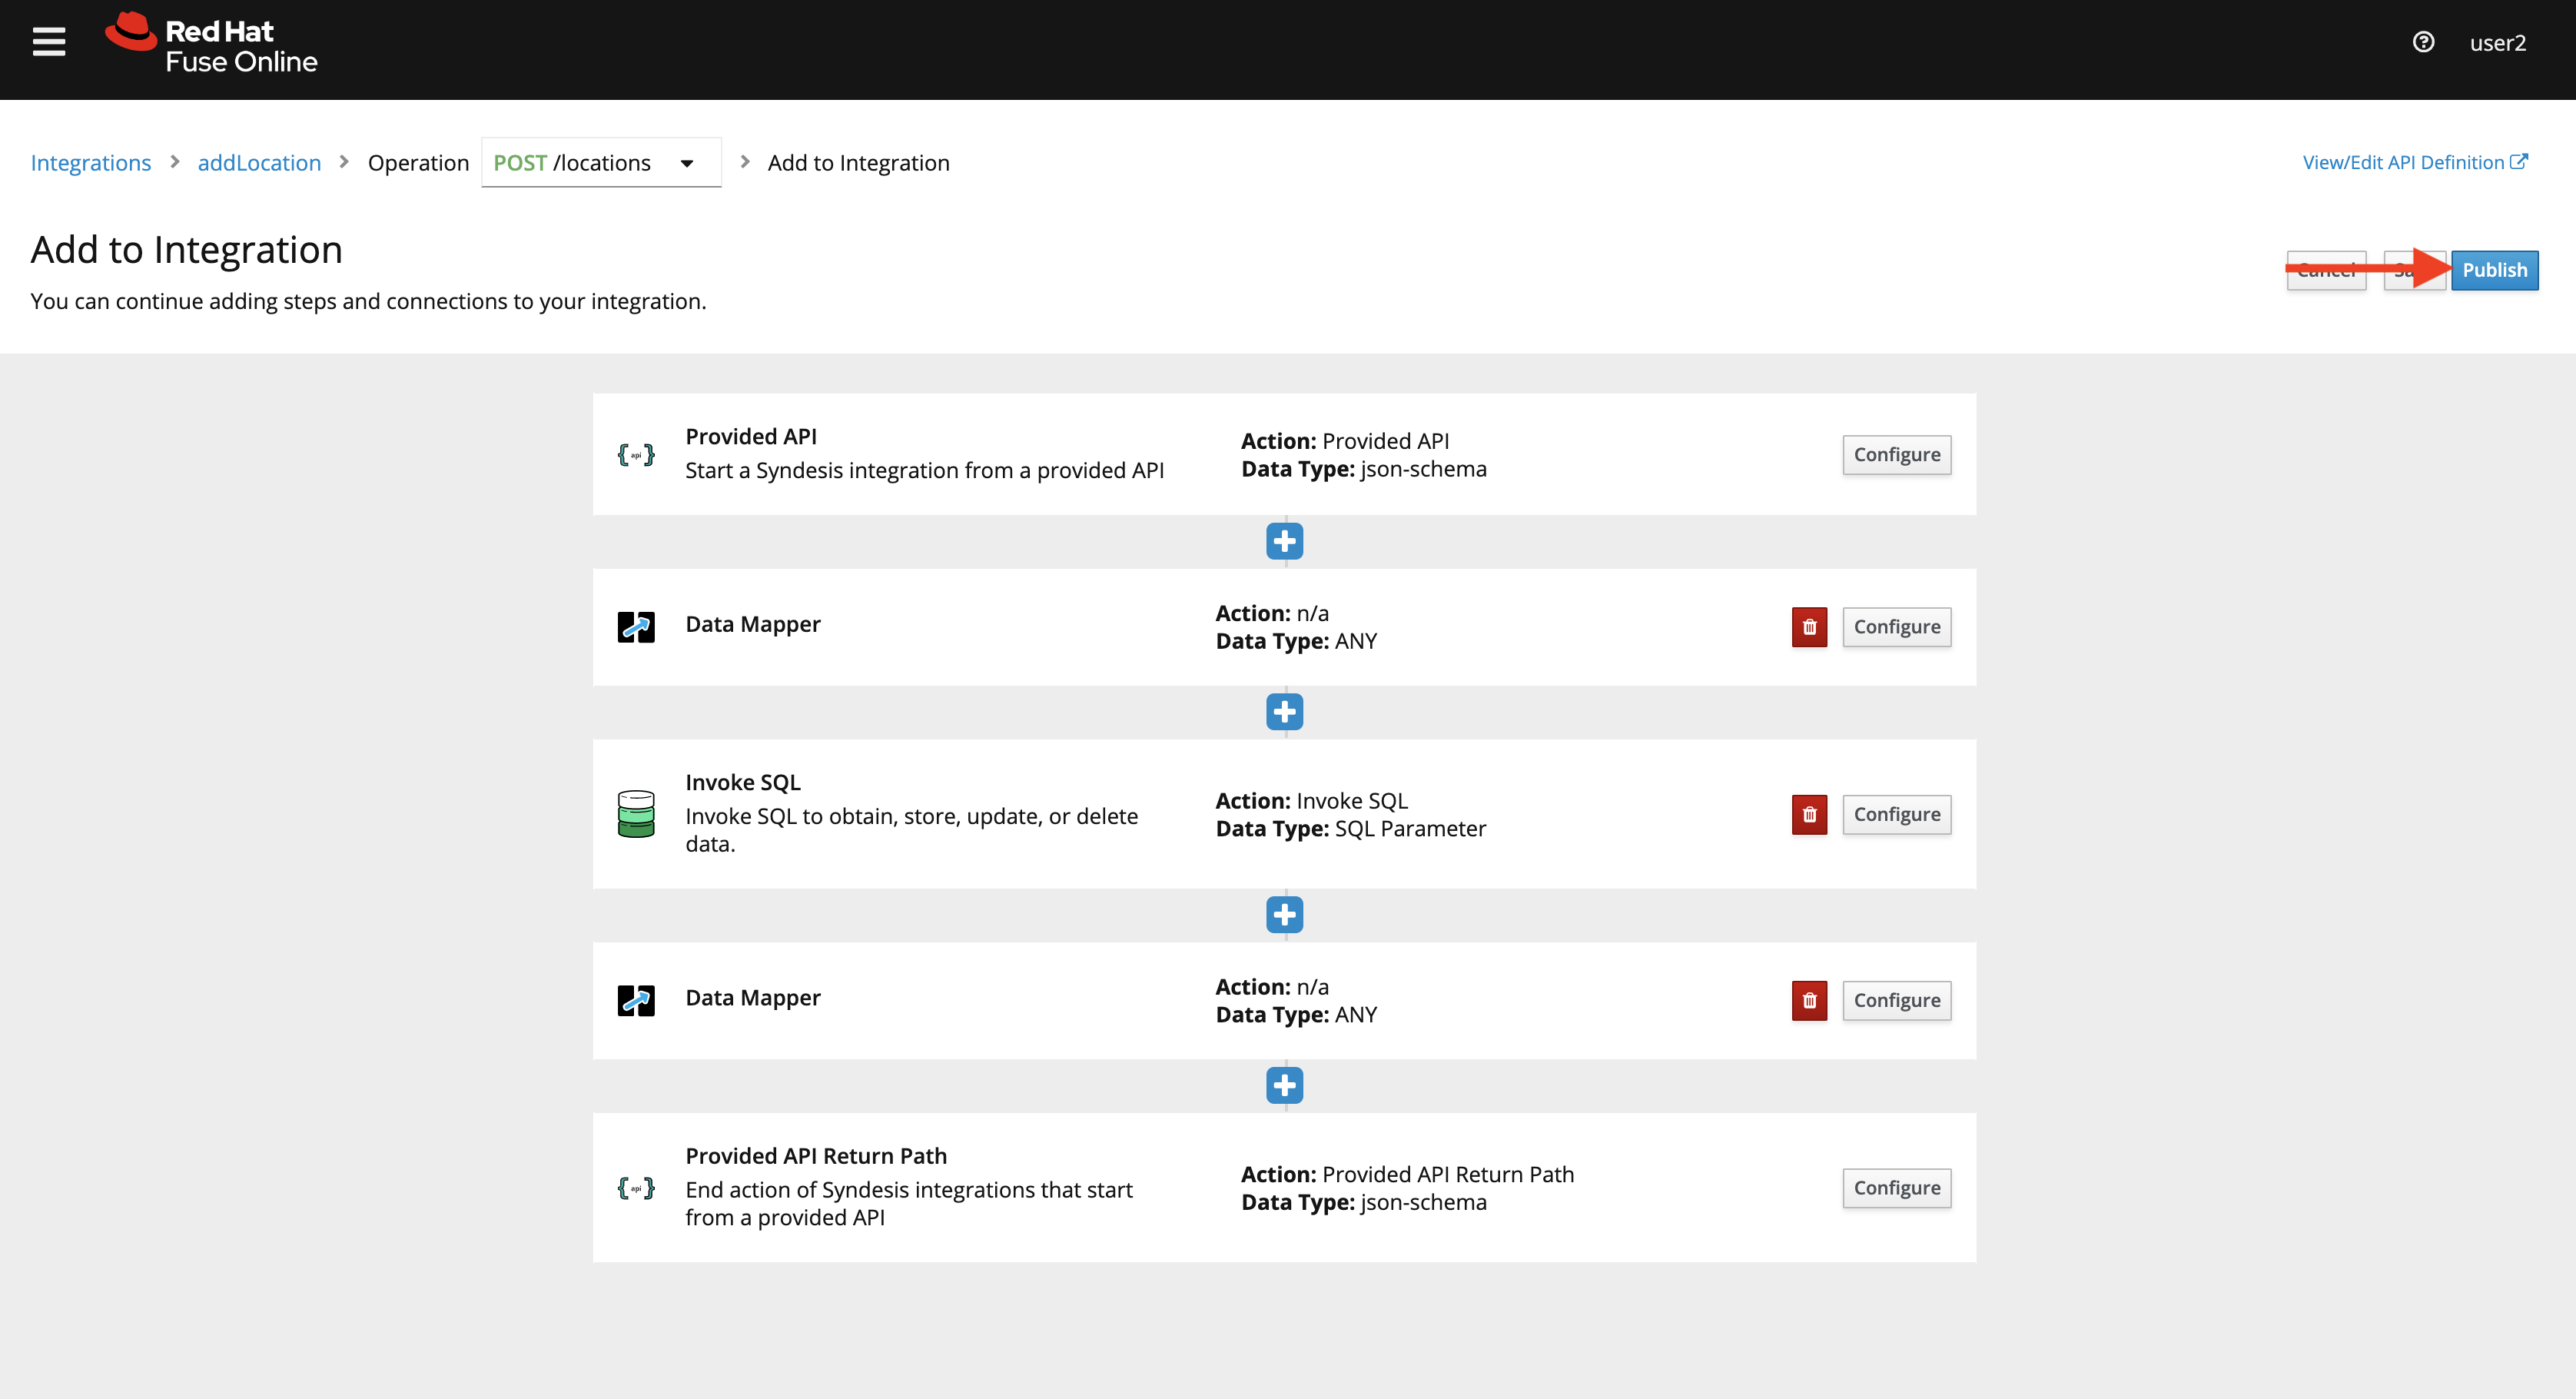 Red Hat
Fuse Online
user2
Integrations > addLocation > Operation POST /locations > Add to Integration
View/Edit API Definition
Add to Integration
You can continue adding steps and connections to your integration.
Cancel
Publish
Provided API
Start a Syndesis integration from a provided API
Action: Provided API
Data Type: json-schema
Configure
Data Mapper
Action: n/a
Data Type: ANY
Configure
Invoke SQL
Invoke SQL to obtain, store, update, or delete
data.
Action: Invoke SQL
Data Type: SQL Parameter
Configure
Data Mapper
Action: n/a
Data Type: ANY
Configure
Provided API Return Path
End action of Syndesis integrations that start
from a provided API
Action: Provided API Return Path
Data Type: json-schema
Configure